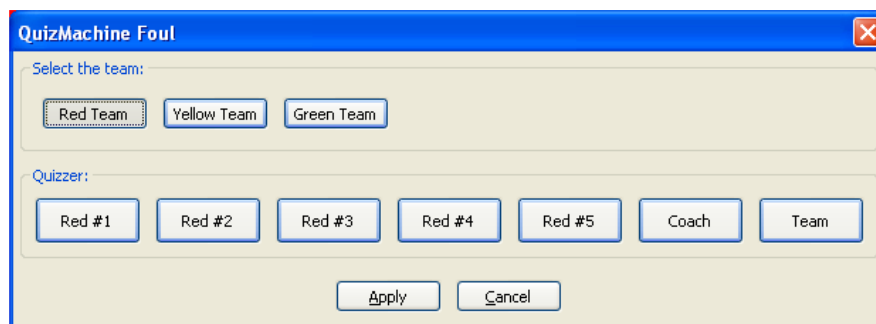 QuizMachine Foul
Select the team:
Red Team Yellow Team Green Team
Quizzer:
Red #1 Red #2 Red #3 Red #4 Red #5 Coach Team
Apply Cancel